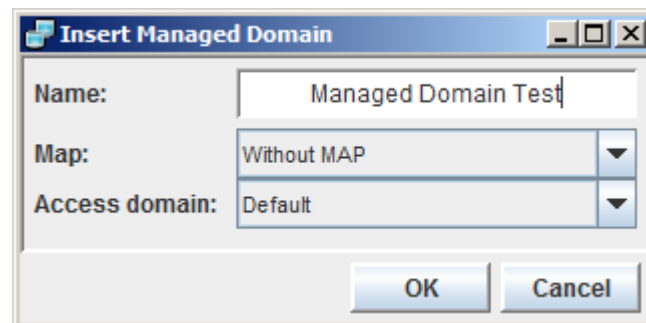 Insert Managed Domain
Name: Managed Domain Test
Map: Without MAP
Access domain: Default
OK Cancel